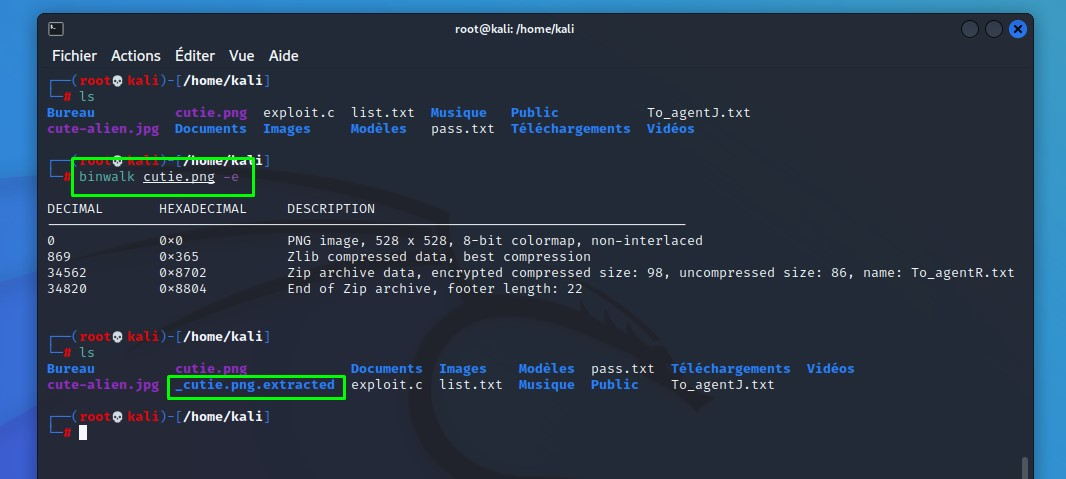 root@kali: /home/kali
Fichier Actions Éditer Vue Aide
┌──(root💀kali)-[/home/kali]
└─# ls
Bureau cutie.png exploit.c list.txt Musique Public To_agentJ.txt
cute-alien.jpg Documents Images Modèles pass.txt Téléchargements Vidéos
┌──(root💀kali)-[/home/kali]
└─# binwalk cutie.png -e
DECIMAL HEXADECIMAL DESCRIPTION
0 0×0 PNG image, 528 x 528, 8-bit colormap, non-interlaced
869 0×365 Zlib compressed data, best compression
34562 0×8702 Zip archive data, encrypted compressed size: 98, uncompressed size: 86, name: To_agentR.txt
34820 0×8804 End of Zip archive, footer length: 22
┌──(root💀kali)-[/home/kali]
└─# ls
Bureau cutie.png Documents Images Modèles pass.txt Téléchargements Vidéos
cute-alien.jpg _cutie.png.extracted exploit.c list.txt Musique Public To_agentJ.txt
┌──(root💀kali)-[/home/kali]
└─#